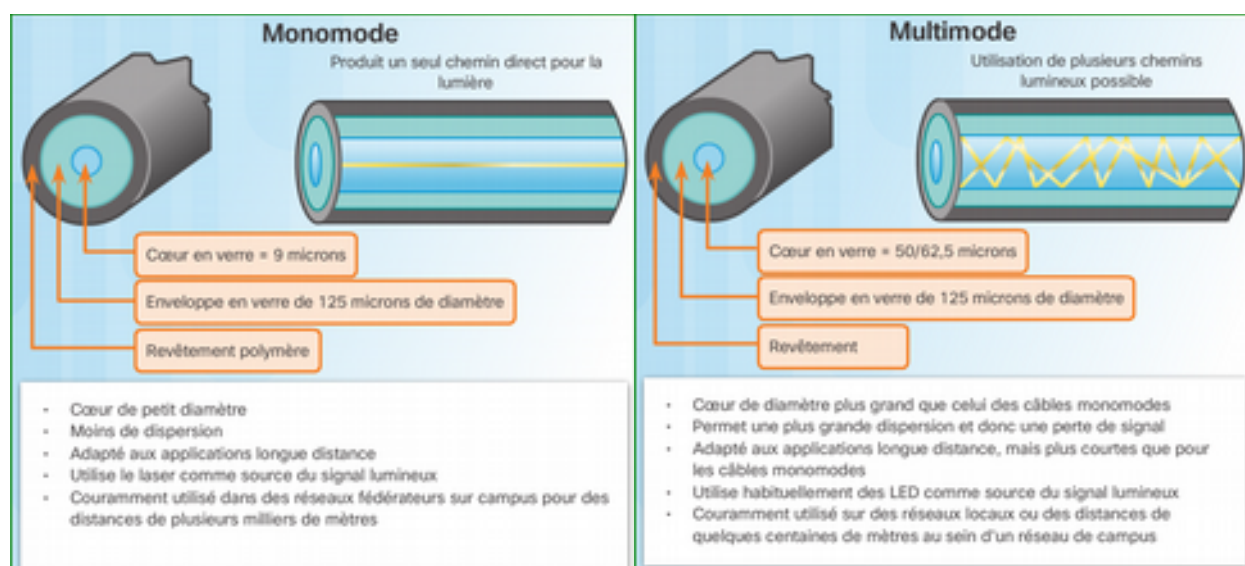 Monomode
Produit un seul chemin direct pour la
lumière
Cœur en verre = 9 microns
Enveloppe en verre de 125 microns de diamètre
Revêtement polymère
- Cœur de petit diamètre
- Moins de dispersion
- Adapté aux applications longue distance
- Utilise le laser comme source du signal lumineux
- Couramment utilisé dans des réseaux fédérateurs sur campus pour des
distances de plusieurs milliers de mètres
Multimode
Utilisation de plusieurs chemins
lumineux possible
Cœur en verre = 50/62,5 microns
Enveloppe en verre de 125 microns de diamètre
Revêtement
- Cœur de diamètre plus grand que celui des câbles monomodes
- Permet une plus grande dispersion et donc une perte de signal
- Adapté aux applications longue distance, mais plus courtes que pour
les câbles monomodes
- Utilise habituellement des LED comme source du signal lumineux
- Couramment utilisé sur des réseaux locaux ou des distances de
quelques centaines de mètres au sein d'un réseau de campus